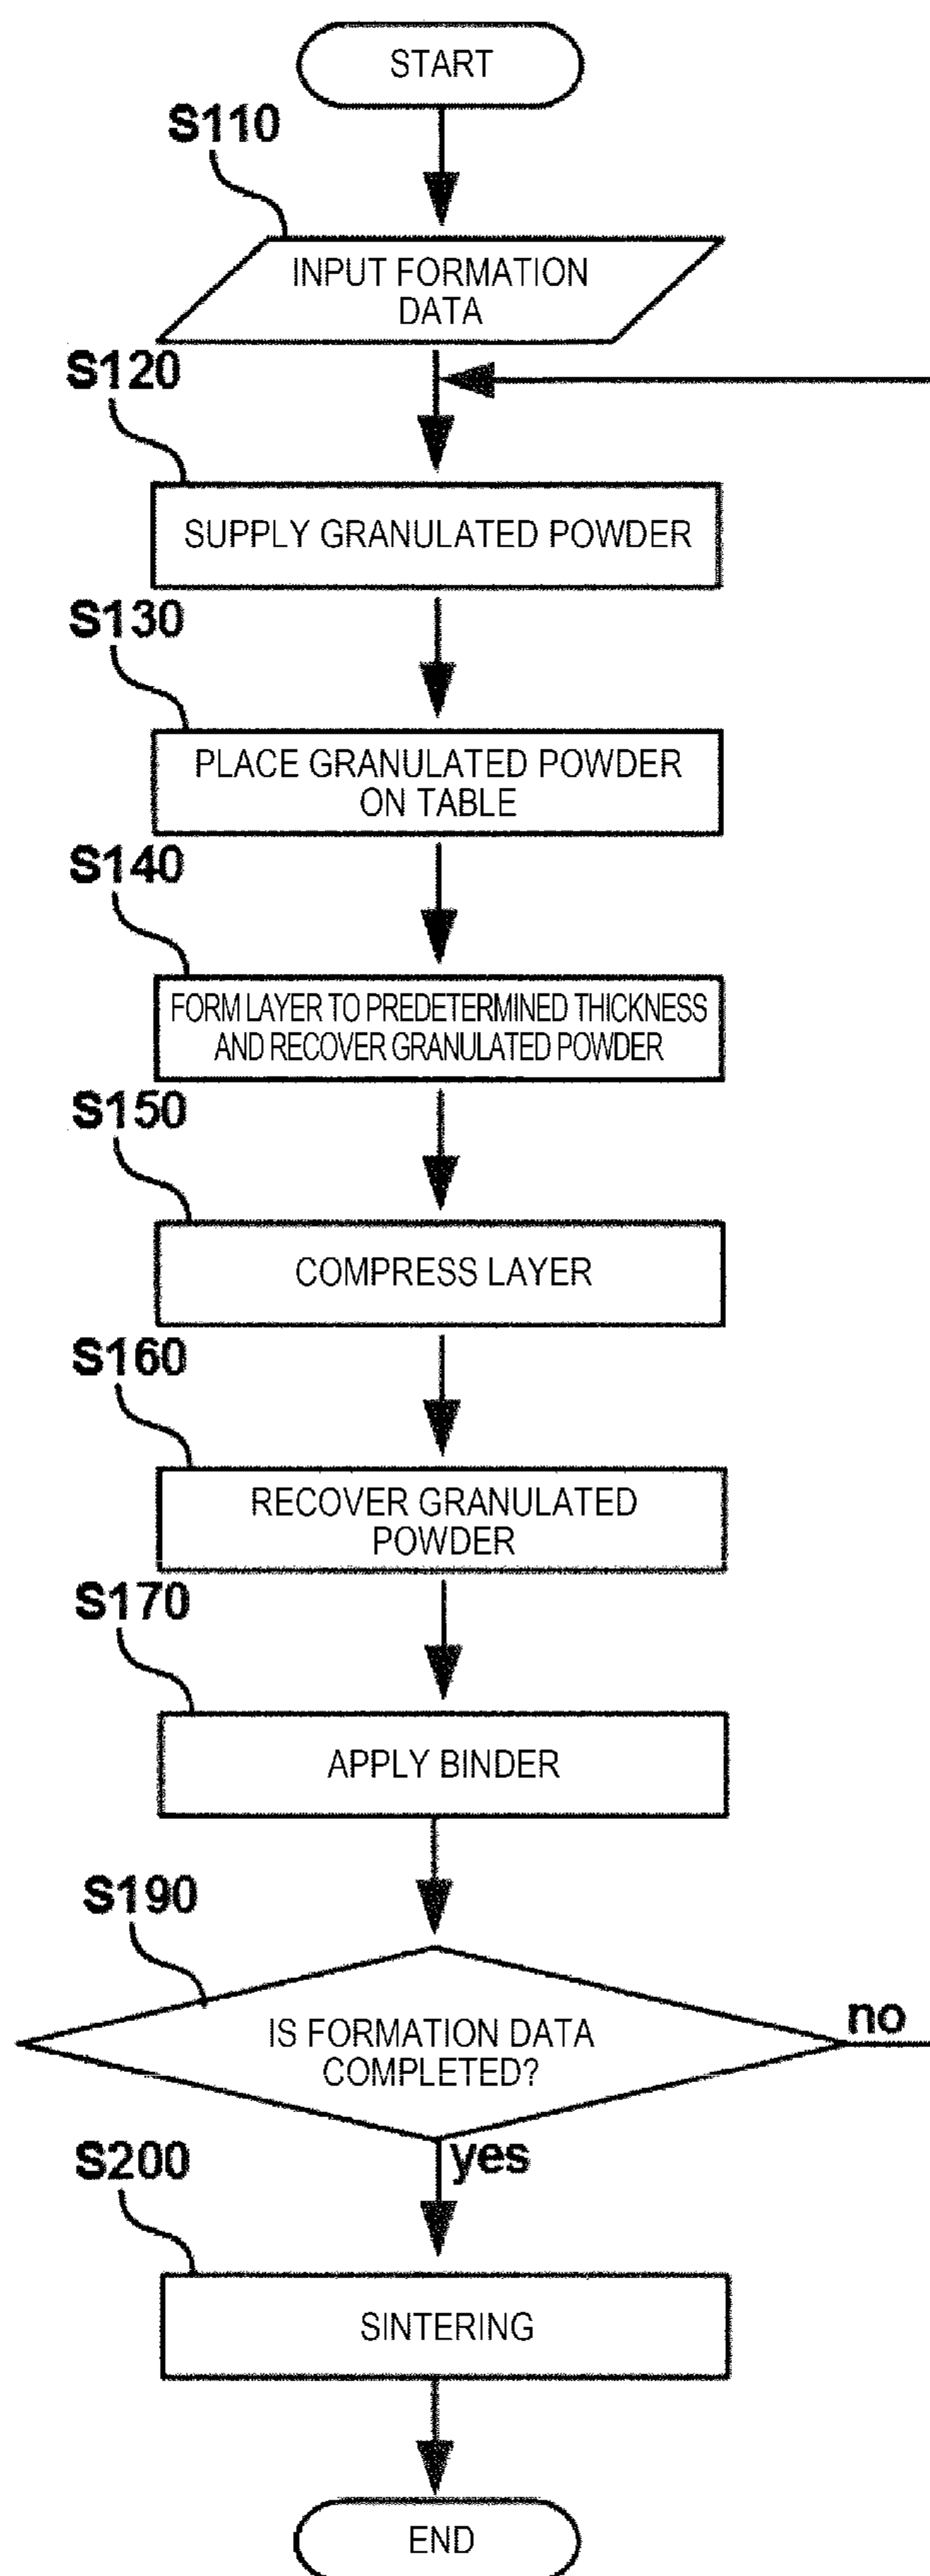 START
S110
INPUT FORMATION
DATA
S120
SUPPLY GRANULATED POWDER
S130
PLACE GRANULATED POWDER
ON TABLE
S140
FORM LAYER TO PREDETERMINED THICKNESS
AND RECOVER GRANULATED POWDER
S150
COMPRESS LAYER
S160
RECOVER GRANULATED
POWDER
S170
APPLY BINDER
S190
IS FORMATION DATA
COMPLETED?
no
yes
S200
SINTERING
END